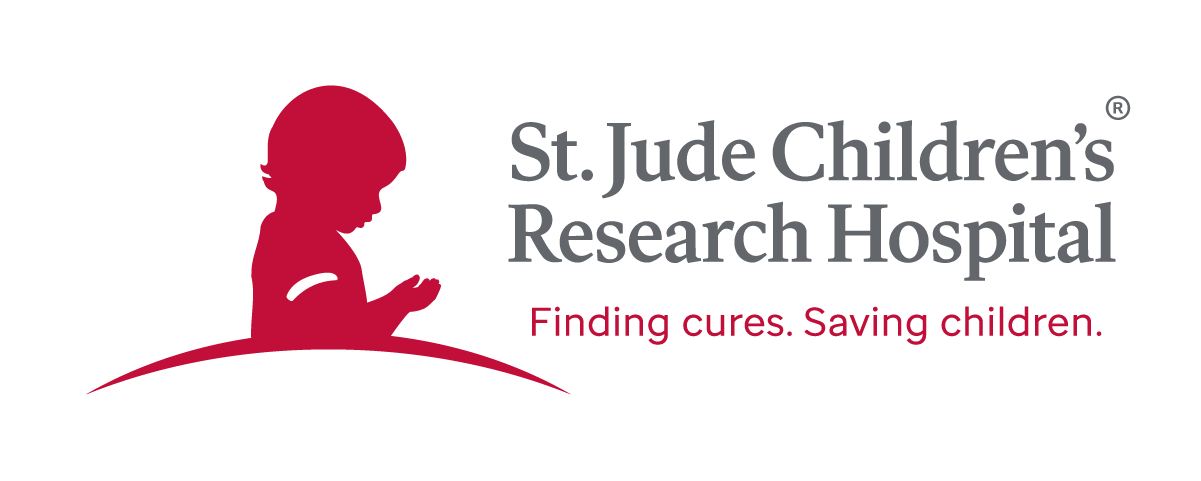 St. Jude Children’s®
Research Hospital
Finding cures. Saving children.